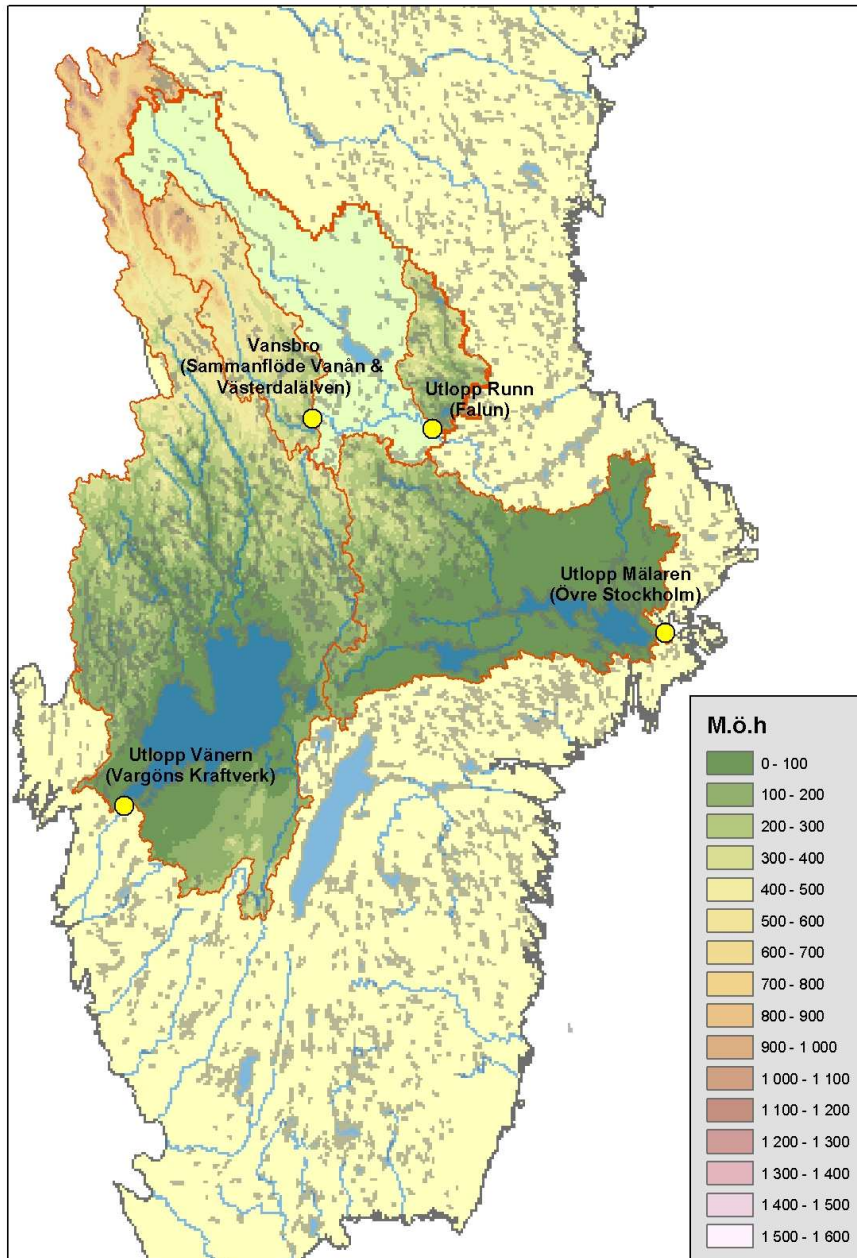 Vansbro
(Sammanflöde Vanån &
Västerdalälven)
Utlopp Runn
(Falun)
Utlopp Mälaren
(Övre Stockholm)
Utlopp Vänern
(Vargöns Kraftverk)
M.ö.h
0 - 100
100 - 200
200 - 300
300 - 400
400 - 500
500 - 600
600 - 700
700 - 800
800 - 900
900 - 1 000
1 000 - 1 100
1 100 - 1 200
1 200 - 1 300
1 300 - 1 400
1 400 - 1 500
1 500 - 1 600